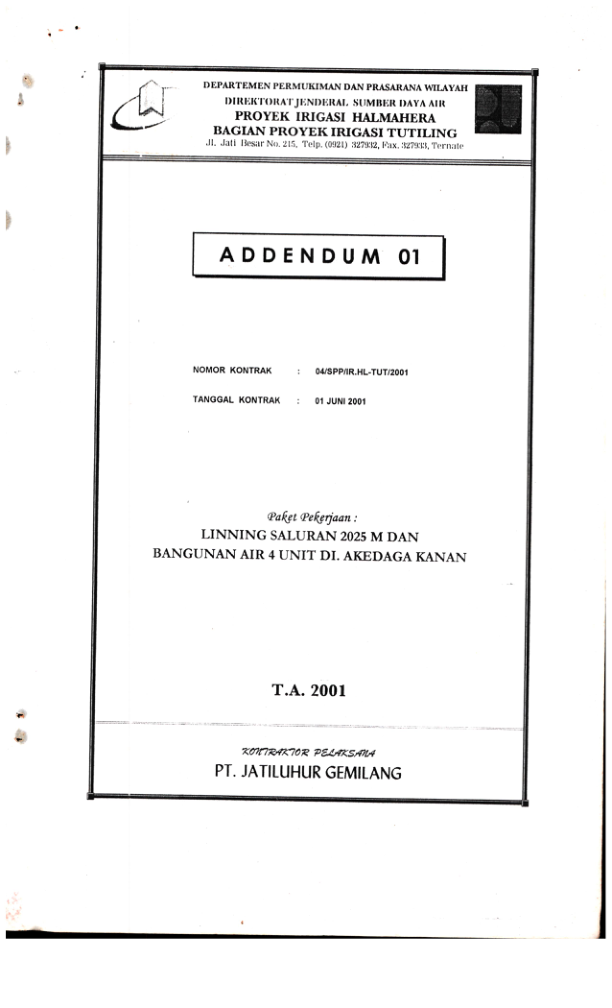 DEPARTEMEN PERMUKIMAN DAN PRASARANA WILAYAH
DIREKTORAT JENDERAL SUMBER DAYA AIR
PROYEK IRIGASI HALMAHERA
BAGIAN PROYEK IRIGASI TUTILING
Jl. Jati Besar No. 215, Telp. (0921) 327932, Fax. 327933, Ternate
ADDENDUM 01
NOMOR KONTRAK : 04/SPP/IR.HL-TUT/2001
TANGGAL KONTRAK : 01 JUNI 2001
Paket Pekerjaan :
LINNING SALURAN 2025 M DAN
BANGUNAN AIR 4 UNIT DI. AKEDAGA KANAN
T.A. 2001
KONTRAKTOR PELAKSANA
PT. JATILUHUR GEMILANG